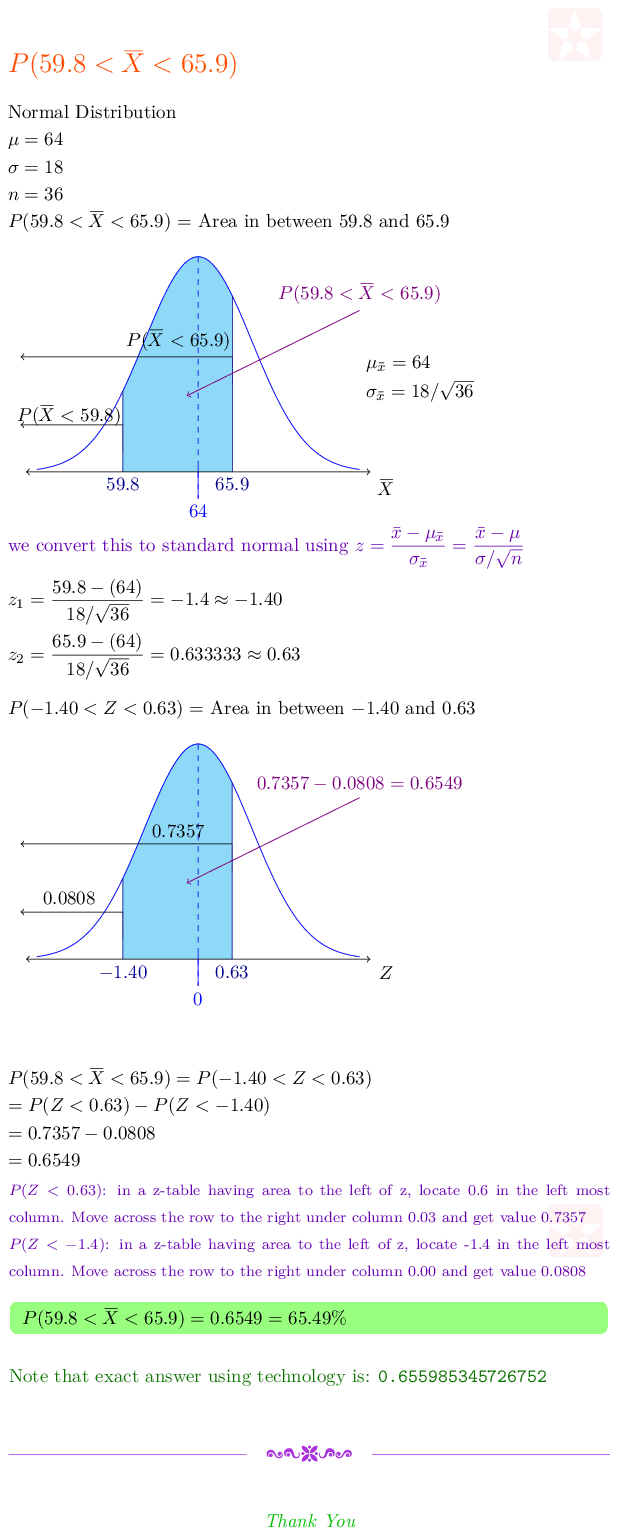 P(59.8 < X̅ < 65.9)
Normal Distribution
μ = 64
σ = 18
n = 36
P(59.8 < X̅ < 65.9) = Area in between 59.8 and 65.9
P(59.8 < X̅ < 65.9)
P(X̅ < 65.9)
μx̄ = 64
σx̄ = 18/√36
P(X̅ < 59.8)
59.8 65.9 X̅
64
we convert this to standard normal using z = (x̄ − μx̄)/σx̄ = (x̄ − μ)/(σ/√n)
z₁ = (59.8 − (64))/(18/√36) = −1.4 ≈ −1.40
z₂ = (65.9 − (64))/(18/√36) = 0.633333 ≈ 0.63
P(−1.40 < Z < 0.63) = Area in between −1.40 and 0.63
0.7357 − 0.0808 = 0.6549
0.7357
0.0808
−1.40 0.63 Z
0
P(59.8 < X̅ < 65.9) = P(−1.40 < Z < 0.63)
= P(Z < 0.63) − P(Z < −1.40)
= 0.7357 − 0.0808
= 0.6549
P(Z < 0.63): in a z-table having area to the left of z, locate 0.6 in the left most
column. Move across the row to the right under column 0.03 and get value 0.7357
P(Z < −1.4): in a z-table having area to the left of z, locate -1.4 in the left most
column. Move across the row to the right under column 0.00 and get value 0.0808
P(59.8 < X̅ < 65.9) = 0.6549 = 65.49%
Note that exact answer using technology is: 0.655985345726752
Thank You